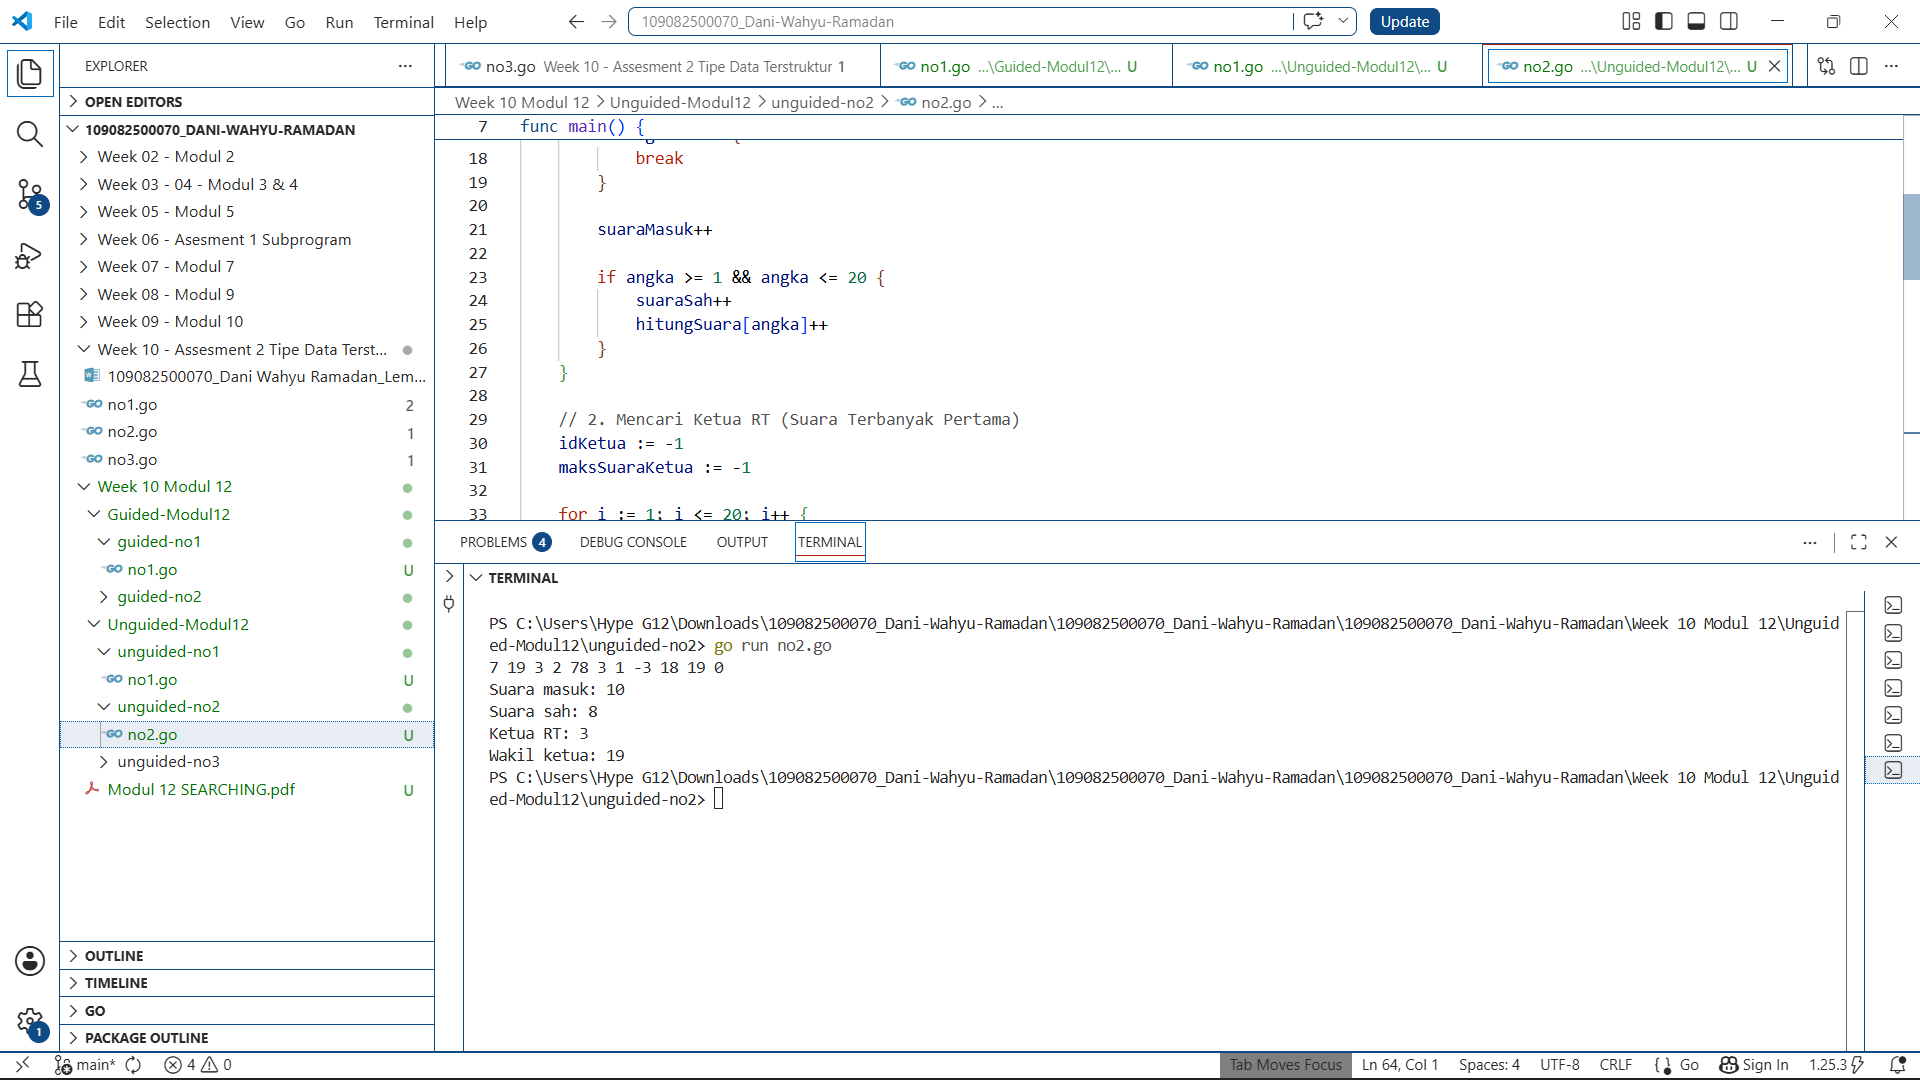 File Edit Selection View Go Run Terminal Help
109082500070_Dani-Wahyu-Ramadan
Update
EXPLORER
OPEN EDITORS
109082500070_DANI-WAHYU-RAMADAN
Week 02 - Modul 2
Week 03 - 04 - Modul 3 & 4
Week 05 - Modul 5
Week 06 - Asesment 1 Subprogram
Week 07 - Modul 7
Week 08 - Modul 9
Week 09 - Modul 10
Week 10 - Assesment 2 Tipe Data Terst...
109082500070_Dani Wahyu Ramadan_Lem...
no1.go 2
no2.go 1
no3.go 1
Week 10 Modul 12
Guided-Modul12
guided-no1
no1.go U
guided-no2
Unguided-Modul12
unguided-no1
no1.go U
unguided-no2
no2.go U
unguided-no3
Modul 12 SEARCHING.pdf U
OUTLINE
TIMELINE
GO
PACKAGE OUTLINE
no3.go Week 10 - Assesment 2 Tipe Data Terstruktur 1
no1.go ...\Guided-Modul12\... U
no1.go ...\Unguided-Modul12\... U
no2.go ...\Unguided-Modul12\... U
Week 10 Modul 12 > Unguided-Modul12 > unguided-no2 > no2.go > ...
7 func main() {
18 break
19 }
20
21 suaraMasuk++
22
23 if angka >= 1 && angka <= 20 {
24 suaraSah++
25 hitungSuara[angka]++
26 }
27 }
28
29 // 2. Mencari Ketua RT (Suara Terbanyak Pertama)
30 idKetua := -1
31 maksSuaraKetua := -1
32
33 for i := 1; i <= 20; i++ {
PROBLEMS 4 DEBUG CONSOLE OUTPUT TERMINAL
TERMINAL
PS C:\Users\Hype G12\Downloads\109082500070_Dani-Wahyu-Ramadan\109082500070_Dani-Wahyu-Ramadan\109082500070_Dani-Wahyu-Ramadan\Week 10 Modul 12\Unguid
ed-Modul12\unguided-no2> go run no2.go
7 19 3 2 78 3 1 -3 18 19 0
Suara masuk: 10
Suara sah: 8
Ketua RT: 3
Wakil ketua: 19
PS C:\Users\Hype G12\Downloads\109082500070_Dani-Wahyu-Ramadan\109082500070_Dani-Wahyu-Ramadan\109082500070_Dani-Wahyu-Ramadan\Week 10 Modul 12\Unguid
ed-Modul12\unguided-no2>
5
1
main* 4 0
Tab Moves Focus Ln 64, Col 1 Spaces: 4 UTF-8 CRLF Go Sign In 1.25.3